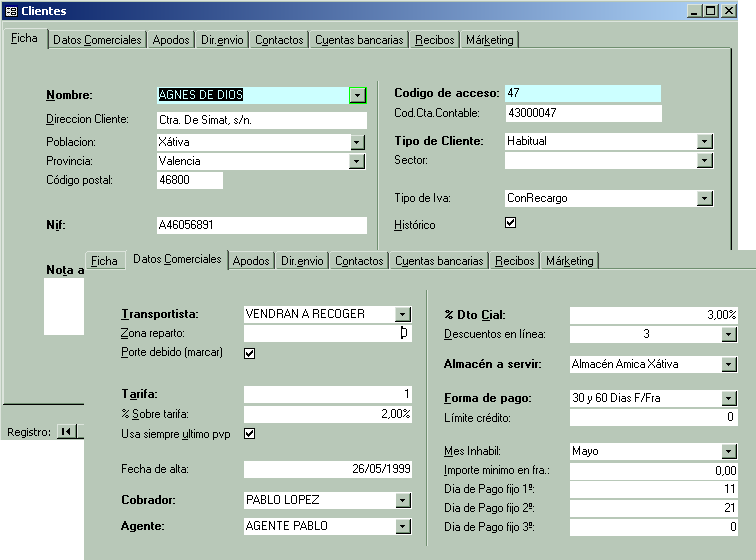 Clientes
Ficha Datos Comerciales Apodos Dir.envio Contactos Cuentas bancarias Recibos Márketing
Nombre: AGNES DE DIOS
Direccion Cliente: Ctra. De Simat, s/n.
Poblacion: Xátiva
Provincia: Valencia
Código postal: 46800
Nif: A46056891
Nota a
Codigo de acceso: 47
Cod.Cta.Contable: 43000047
Tipo de Cliente: Habitual
Sector:
Tipo de Iva: ConRecargo
Histórico
Registro:
Ficha Datos Comerciales Apodos Dir.envio Contactos Cuentas bancarias Recibos Márketing
Transportista: VENDRAN A RECOGER
Zona reparto: 0
Porte debido (marcar)
Tarifa: 1
% Sobre tarifa: 2,00%
Usa siempre ultimo pvp
Fecha de alta: 26/05/1999
Cobrador: PABLO LOPEZ
Agente: AGENTE PABLO
% Dto Cial: 3,00%
Descuentos en línea: 3
Almacén a servir: Almacén Amica Xátiva
Forma de pago: 30 y 60 Dias F/Fra
Límite crédito: 0
Mes Inhabil: Mayo
Importe minimo en fra.: 0,00
Dia de Pago fijo 1º: 11
Dia de Pago fijo 2º: 21
Dia de Pago fijo 3º: 0